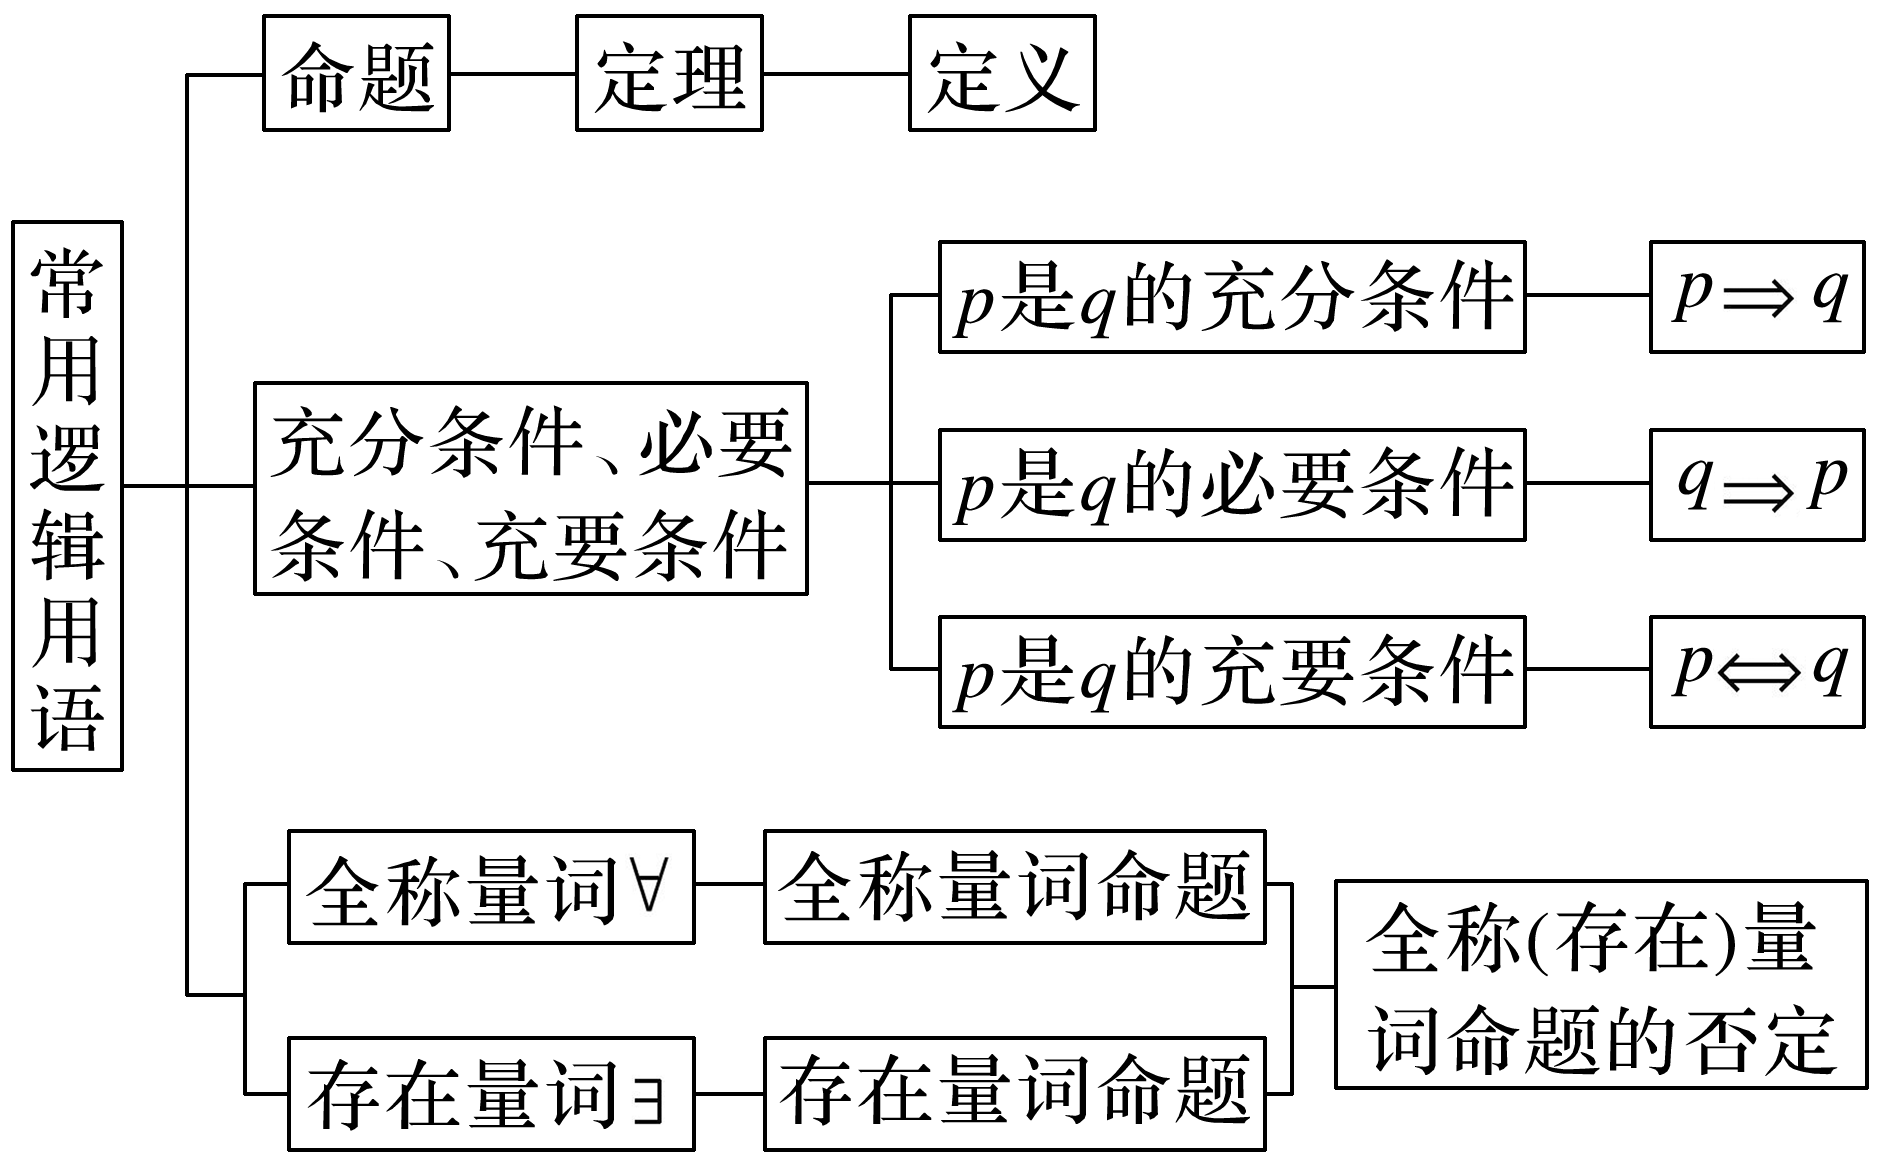 常用逻辑用语
命题
定理
定义
充分条件、必要
条件、充要条件
p是q的充分条件
p⇒q
p是q的必要条件
q⇒p
p是q的充要条件
p⇔q
全称量词∀
全称量词命题
存在量词∃
存在量词命题
全称(存在)量
词命题的否定